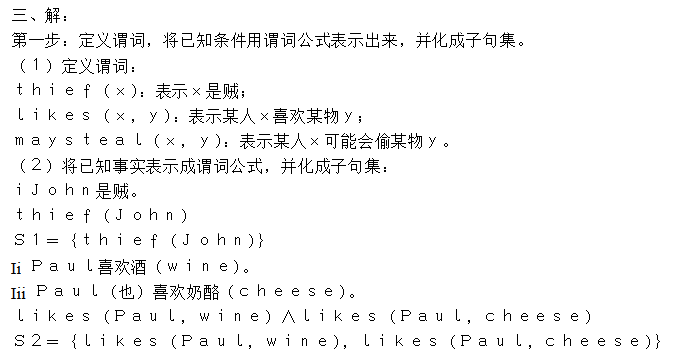 三、解：
第一步：定义谓词，将已知条件用谓词公式表示出来，并化成子句集。
（1）定义谓词：
thief(x)：表示x是贼；
likes(x, y)：表示某人x喜欢某物y；
maysteal(x, y)：表示某人x可能会偷某物y。
（2）将已知事实表示成谓词公式，并化成子句集：
iJohn是贼。
thief(John)
S1＝{thief(John)}
Ii Paul喜欢酒(wine)。
Iii Paul(也)喜欢奶酪(cheese)。
likes(Paul, wine)∧likes(Paul, cheese)
S2＝{likes(Paul, wine), likes(Paul, cheese)}